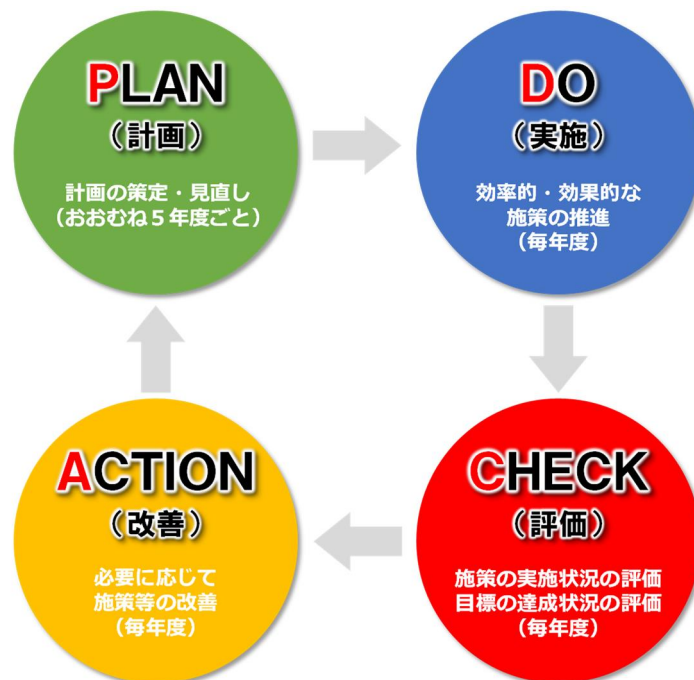 PLAN
（計画）
計画の策定・見直し
（おおむね５年度ごと）
DO
（実施）
効率的・効果的な
施策の推進
（毎年度）
CHECK
（評価）
施策の実施状況の評価
目標の達成状況の評価
（毎年度）
ACTION
（改善）
必要に応じて
施策等の改善
（毎年度）